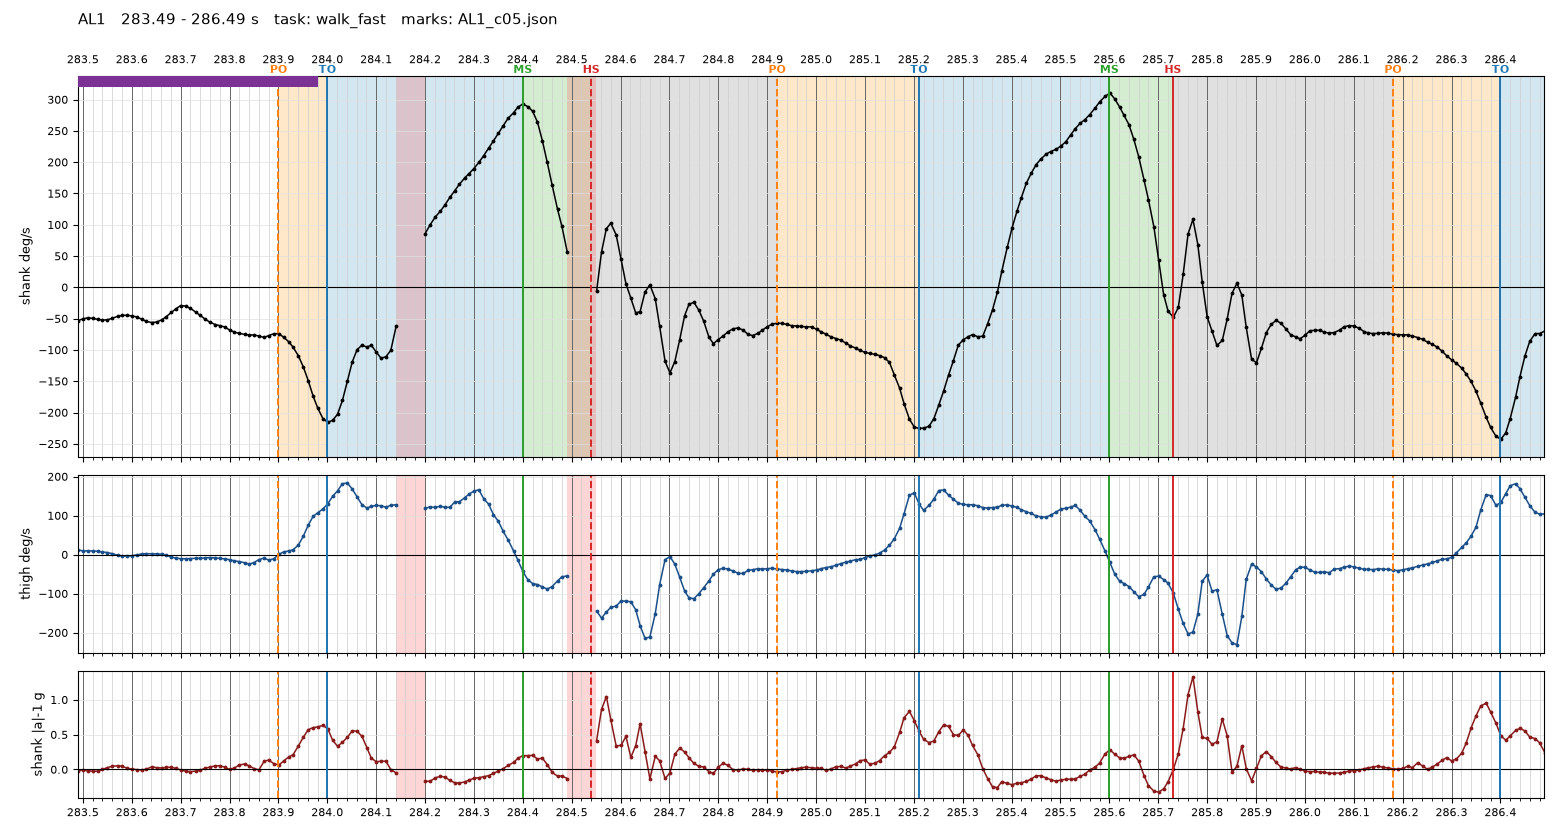 AL1   283.49 - 286.49 s   task: walk_fast   marks: AL1_c05.json
283.5 283.6 283.7 283.8 283.9 284.0 284.1 284.2 284.3 284.4 284.5 284.6 284.7 284.8 284.9 285.0 285.1 285.2 285.3 285.4 285.5 285.6 285.7 285.8 285.9 286.0 286.1 286.2 286.3 286.4
PO TO MS HS PO TO MS HS PO TO
shank deg/s
300
250
200
150
100
50
0
−50
−100
−150
−200
−250
thigh deg/s
200
100
0
−100
−200
shank |a|-1 g
1.0
0.5
0.0
283.5 283.6 283.7 283.8 283.9 284.0 284.1 284.2 284.3 284.4 284.5 284.6 284.7 284.8 284.9 285.0 285.1 285.2 285.3 285.4 285.5 285.6 285.7 285.8 285.9 286.0 286.1 286.2 286.3 286.4